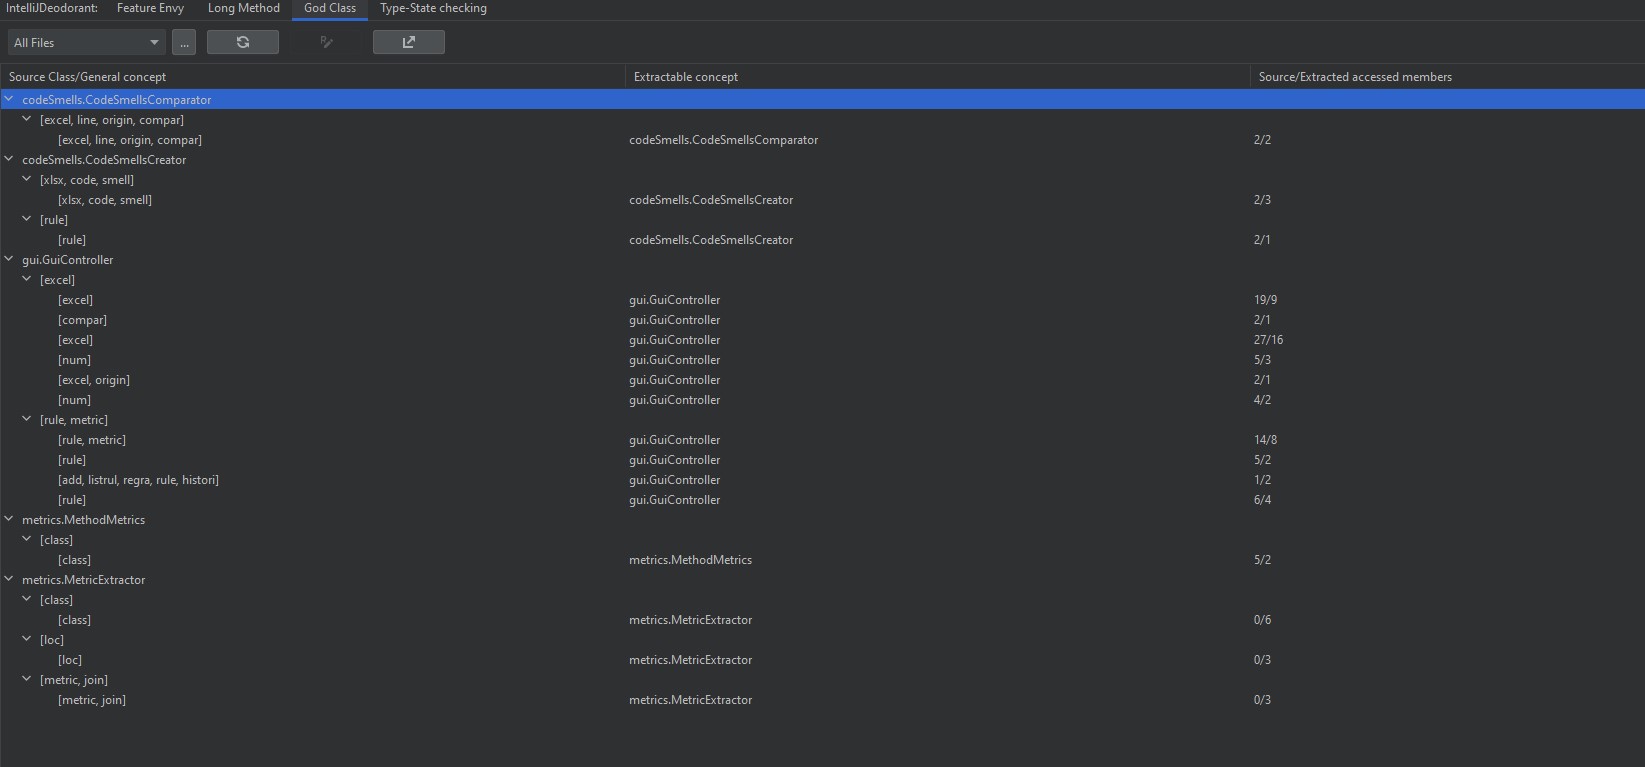 IntelliJDeodorant: Feature Envy Long Method God Class Type-State checking
All Files ...
Source Class/General concept Extractable concept Source/Extracted accessed members
codeSmells.CodeSmellsComparator
[excel, line, origin, compar]
[excel, line, origin, compar] codeSmells.CodeSmellsComparator 2/2
codeSmells.CodeSmellsCreator
[xlsx, code, smell]
[xlsx, code, smell] codeSmells.CodeSmellsCreator 2/3
[rule]
[rule] codeSmells.CodeSmellsCreator 2/1
gui.GuiController
[excel]
[excel] gui.GuiController 19/9
[compar] gui.GuiController 2/1
[excel] gui.GuiController 27/16
[num] gui.GuiController 5/3
[excel, origin] gui.GuiController 2/1
[num] gui.GuiController 4/2
[rule, metric]
[rule, metric] gui.GuiController 14/8
[rule] gui.GuiController 5/2
[add, listrul, regra, rule, histori] gui.GuiController 1/2
[rule] gui.GuiController 6/4
metrics.MethodMetrics
[class]
[class] metrics.MethodMetrics 5/2
metrics.MetricExtractor
[class]
[class] metrics.MetricExtractor 0/6
[loc]
[loc] metrics.MetricExtractor 0/3
[metric, join]
[metric, join] metrics.MetricExtractor 0/3